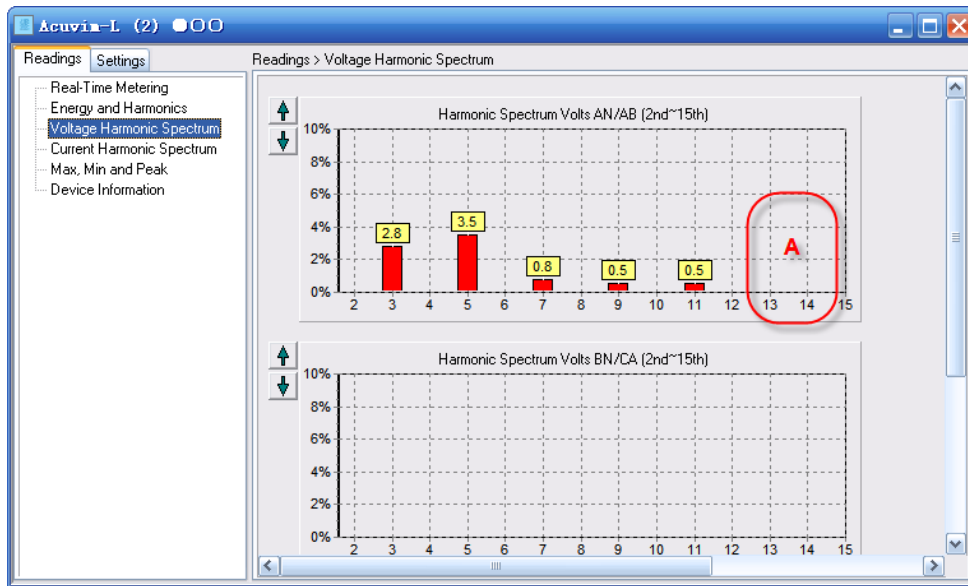 Acuvim-L (2)
Readings
Settings
Real-Time Metering
Energy and Harmonics
Voltage Harmonic Spectrum
Current Harmonic Spectrum
Max, Min and Peak
Device Information
Readings > Voltage Harmonic Spectrum
Harmonic Spectrum Volts AN/AB (2nd~15th)
10%
8%
6%
4%
2%
0%
2.8
3.5
0.8
0.5
0.5
A
2 3 4 5 6 7 8 9 10 11 12 13 14 15
Harmonic Spectrum Volts BN/CA (2nd~15th)
10%
8%
6%
4%
2%
0%
2 3 4 5 6 7 8 9 10 11 12 13 14 15